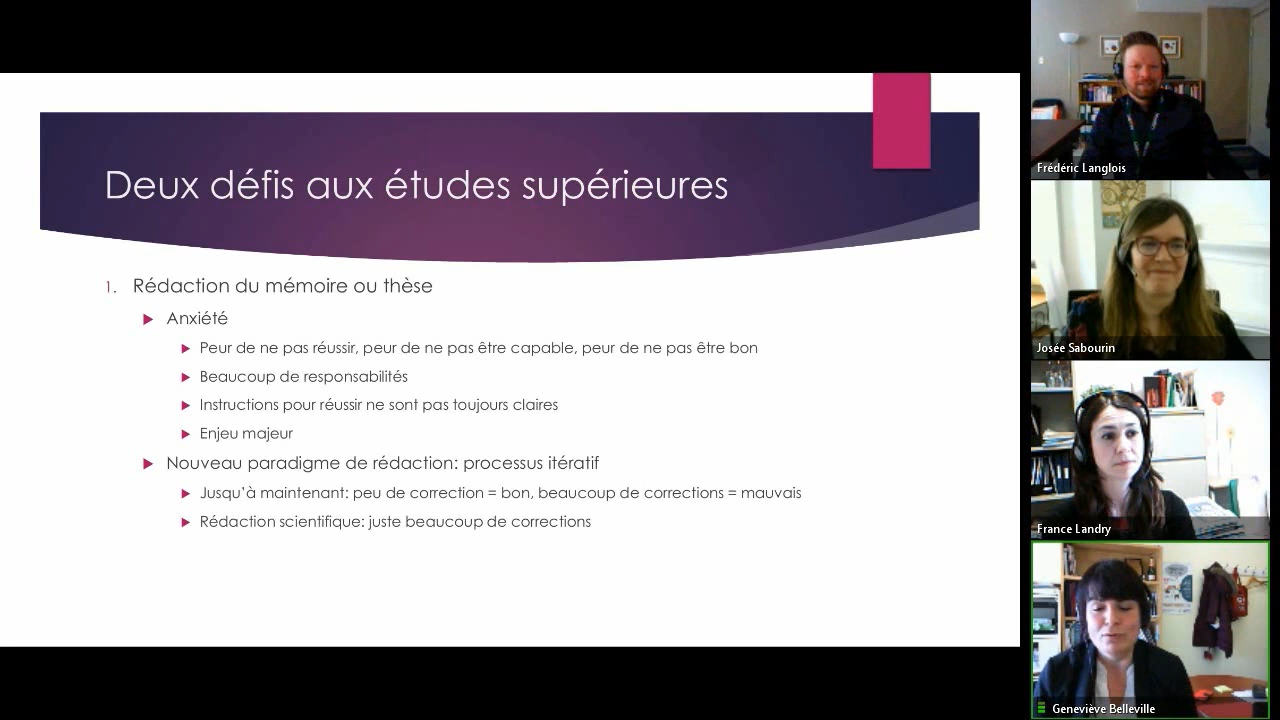 Deux défis aux études supérieures
1. Rédaction du mémoire ou thèse
Anxiété
Peur de ne pas réussir, peur de ne pas être capable, peur de ne pas être bon
Beaucoup de responsabilités
Instructions pour réussir ne sont pas toujours claires
Enjeu majeur
Nouveau paradigme de rédaction: processus itératif
Jusqu'à maintenant: peu de correction = bon, beaucoup de corrections = mauvais
Rédaction scientifique: juste beaucoup de corrections
Frédéric Langlois
Josée Sabourin
France Landry
Geneviève Belleville